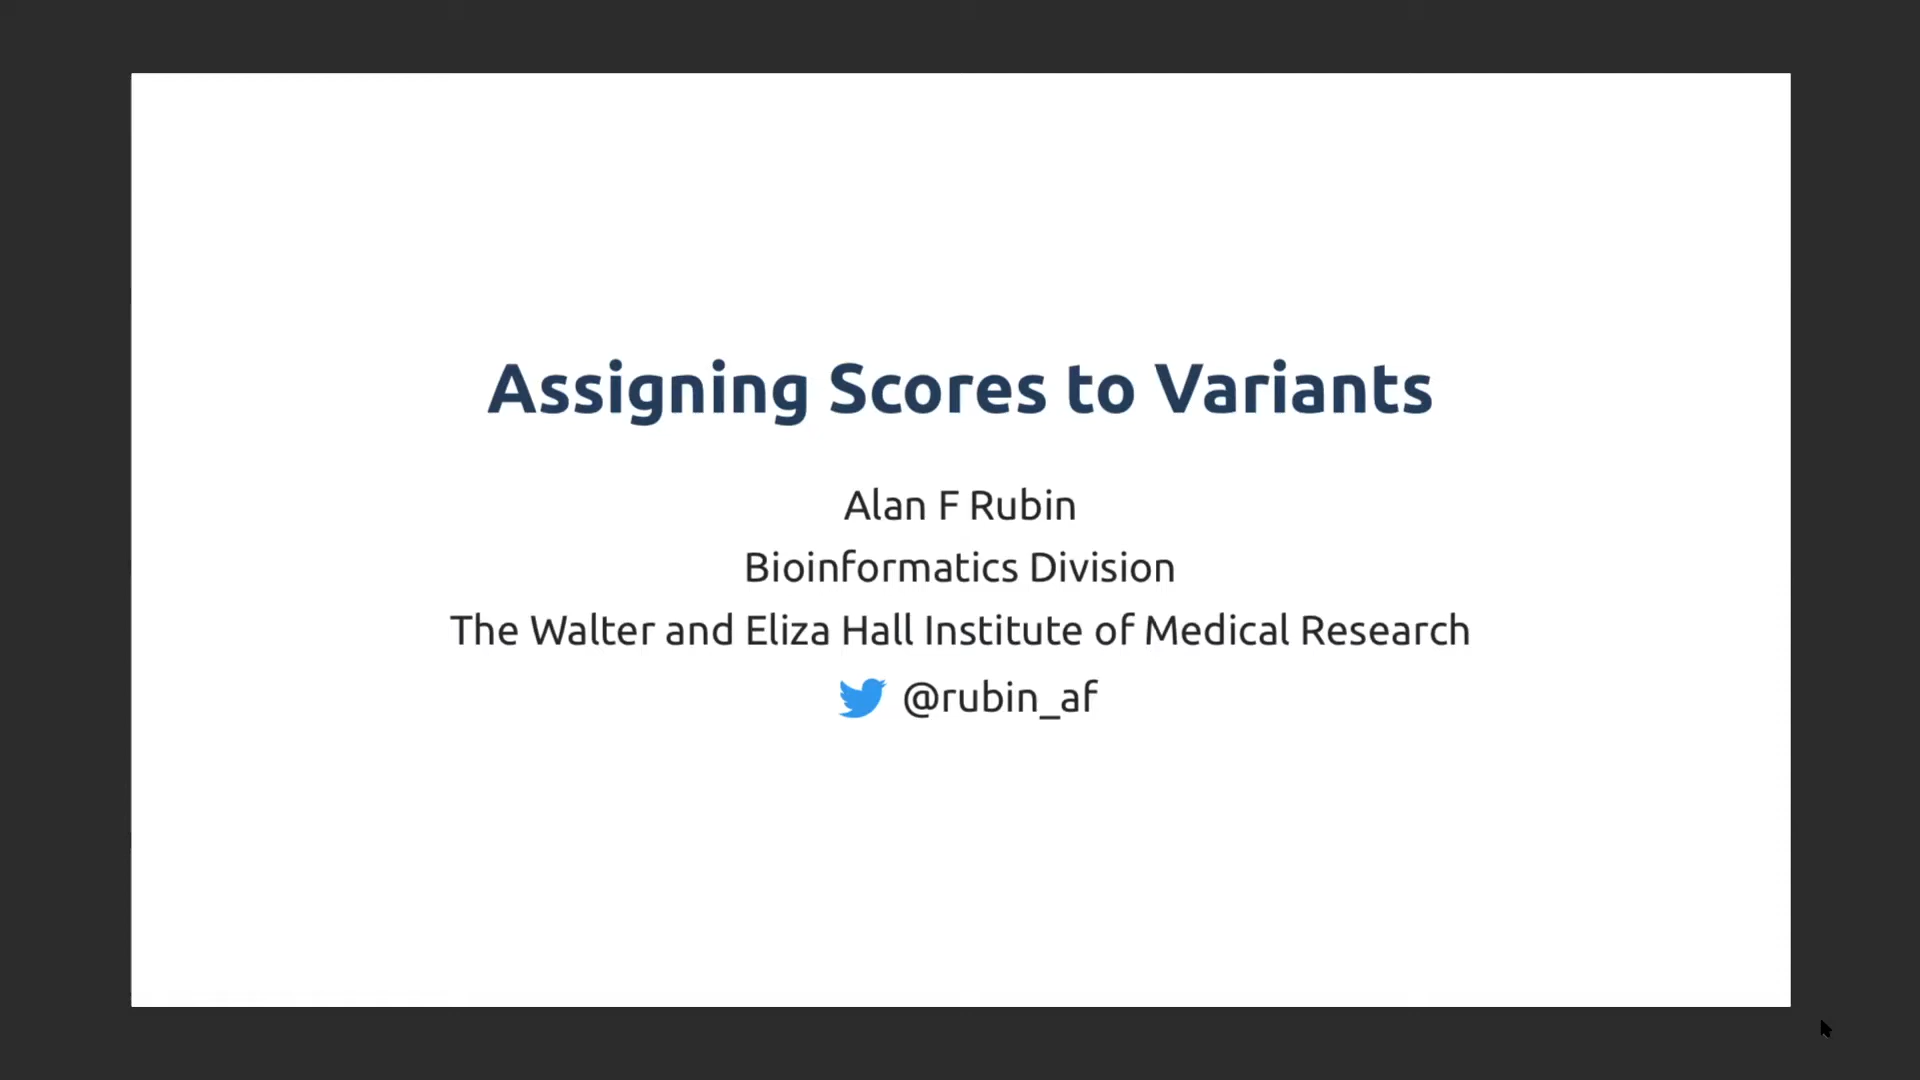 Assigning Scores to Variants
Alan F Rubin
Bioinformatics Division
The Walter and Eliza Hall Institute of Medical Research
@rubin_af